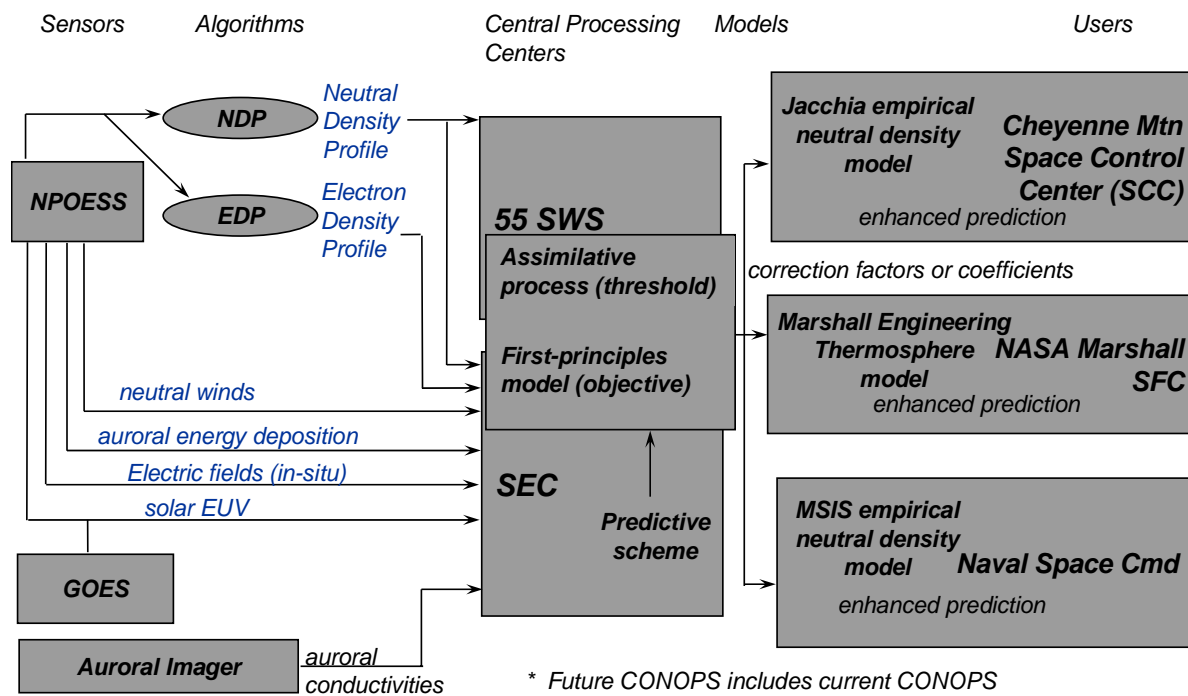 Sensors
Algorithms
Central Processing
Centers
Models
Users
NDP
Neutral
Density
Profile
NPOESS
EDP
Electron
Density
Profile
55 SWS
Assimilative
process (threshold)
First-principles
model (objective)
neutral winds
auroral energy deposition
Electric fields (in-situ)
solar EUV
SEC
Predictive
scheme
GOES
Auroral Imager
auroral
conductivities
Jacchia empirical
neutral density
model
enhanced prediction
Cheyenne Mtn
Space Control
Center (SCC)
correction factors or coefficients
Marshall Engineering
Thermosphere
model
enhanced prediction
NASA Marshall
SFC
MSIS empirical
neutral density
model
enhanced prediction
Naval Space Cmd
* Future CONOPS includes current CONOPS